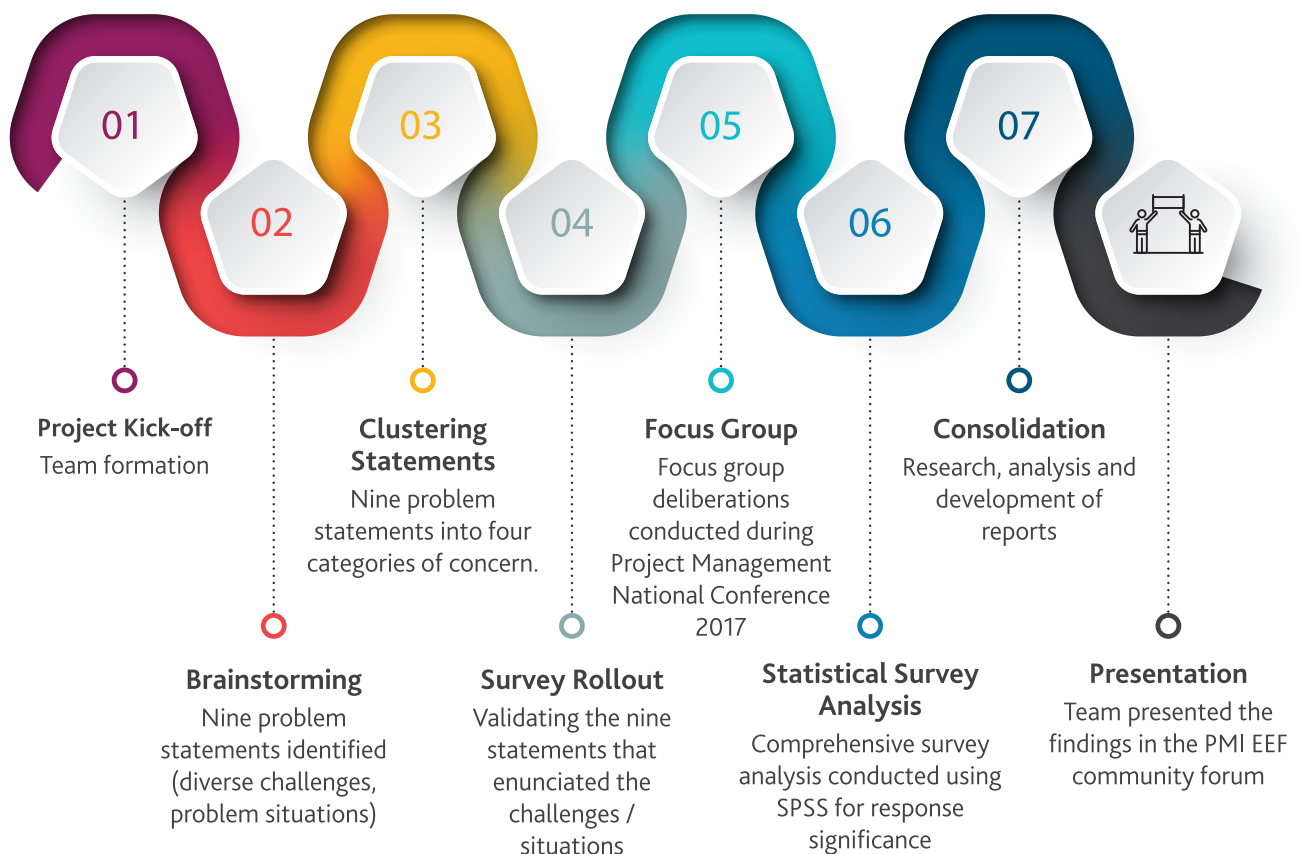 01
02
03
04
05
06
07
Project Kick-off
Team formation
Brainstorming
Nine problem
statements identified
(diverse challenges,
problem situations)
Clustering
Statements
Nine problem
statements into four
categories of concern.
Survey Rollout
Validating the nine
statements that
enunciated the
challenges /
situations
Focus Group
Focus group
deliberations
conducted during
Project Management
National Conference
2017
Statistical Survey
Analysis
Comprehensive survey
analysis conducted using
SPSS for response
significance
Consolidation
Research, analysis and
development of
reports
Presentation
Team presented the
findings in the PMI EEF
community forum